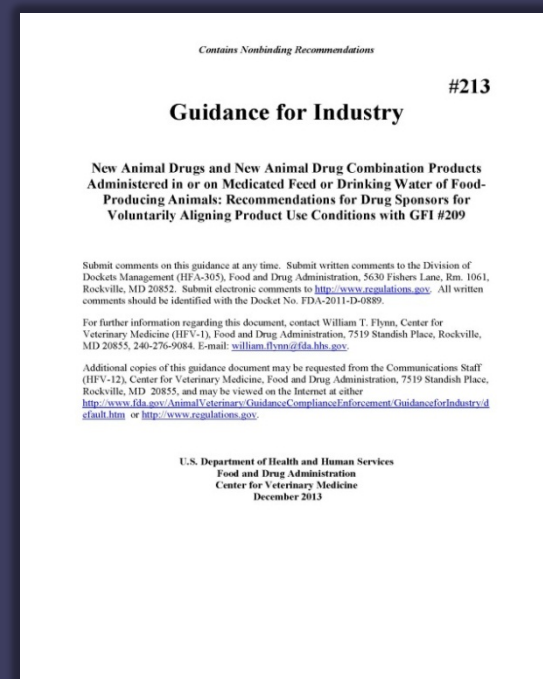 Contains Nonbinding Recommendations
#213
Guidance for Industry
New Animal Drugs and New Animal Drug Combination Products
Administered in or on Medicated Feed or Drinking Water of Food-
Producing Animals: Recommendations for Drug Sponsors for
Voluntarily Aligning Product Use Conditions with GFI #209
Submit comments on this guidance at any time. Submit written comments to the Division of
Dockets Management (HFA-305), Food and Drug Administration, 5630 Fishers Lane, Rm. 1061,
Rockville, MD 20852. Submit electronic comments to http://www.regulations.gov. All written
comments should be identified with the Docket No. FDA-2011-D-0889.
For further information regarding this document, contact William T. Flynn, Center for
Veterinary Medicine (HFV-1), Food and Drug Administration, 7519 Standish Place, Rockville,
MD 20855, 240-276-9084. E-mail: william.flynn@fda.hhs.gov.
Additional copies of this guidance document may be requested from the Communications Staff
(HFV-12), Center for Veterinary Medicine, Food and Drug Administration, 7519 Standish Place,
Rockville, MD 20855, and may be viewed on the Internet at either
http://www.fda.gov/AnimalVeterinary/GuidanceComplianceEnforcement/GuidanceforIndustry/d
efault.htm or http://www.regulations.gov.
U.S. Department of Health and Human Services
Food and Drug Administration
Center for Veterinary Medicine
December 2013